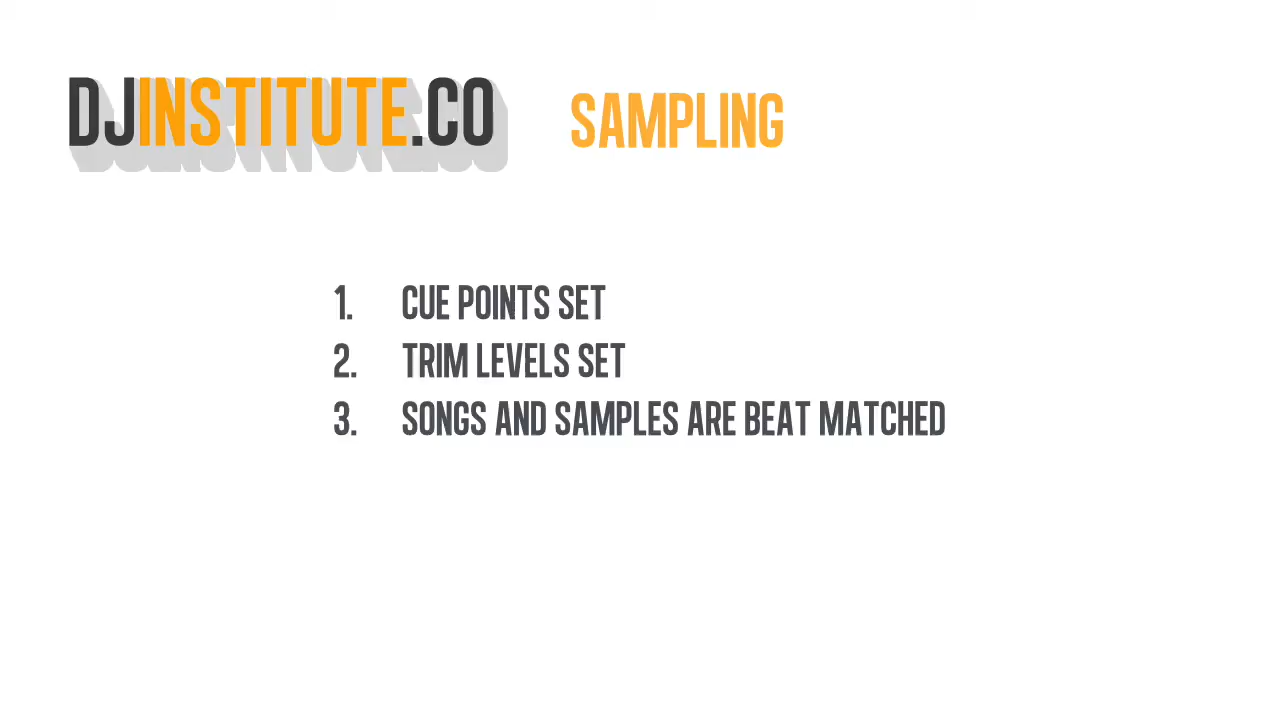 DJINSTITUTE.CO SAMPLING
1. CUE POINTS SET
2. TRIM LEVELS SET
3. SONGS AND SAMPLES ARE BEAT MATCHED